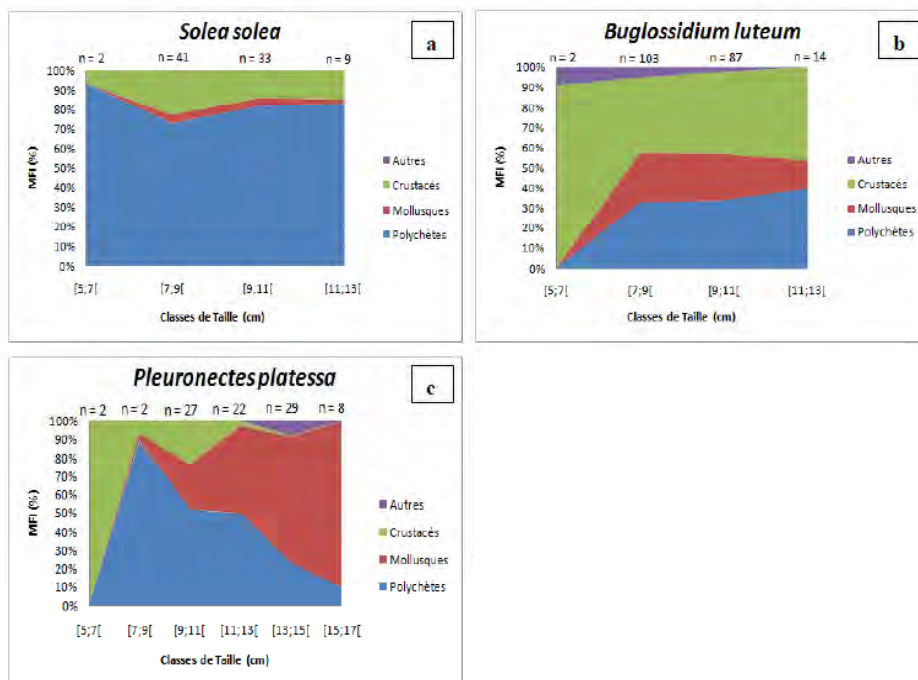 Solea solea
a
n = 2 n = 41 n = 33 n = 9
100%
90%
80%
70%
60%
50%
40%
30%
20%
10%
0%
MFI (%)
Autres
Crustacés
Mollusques
Polychètes
[5;7[ [7;9[ [9;11[ [11;13[
Classes de Taille (cm)
Buglossidium luteum
b
n = 2 n = 103 n = 87 n = 14
100%
90%
80%
70%
60%
50%
40%
30%
20%
10%
0%
MFI (%)
Autres
Crustacés
Mollusques
Polychètes
[5;7[ [7;9[ [9;11[ [11;13[
Classes de Taille (cm)
Pleuronectes platessa
c
n = 2 n = 2 n = 27 n = 22 n = 29 n = 8
100%
90%
80%
70%
60%
50%
40%
30%
20%
10%
0%
MFI (%)
Autres
Crustacés
Mollusques
Polychètes
[5;7[ [7;9[ [9;11[ [11;13[ [13;15[ [15;17[
Classes de Taille (cm)